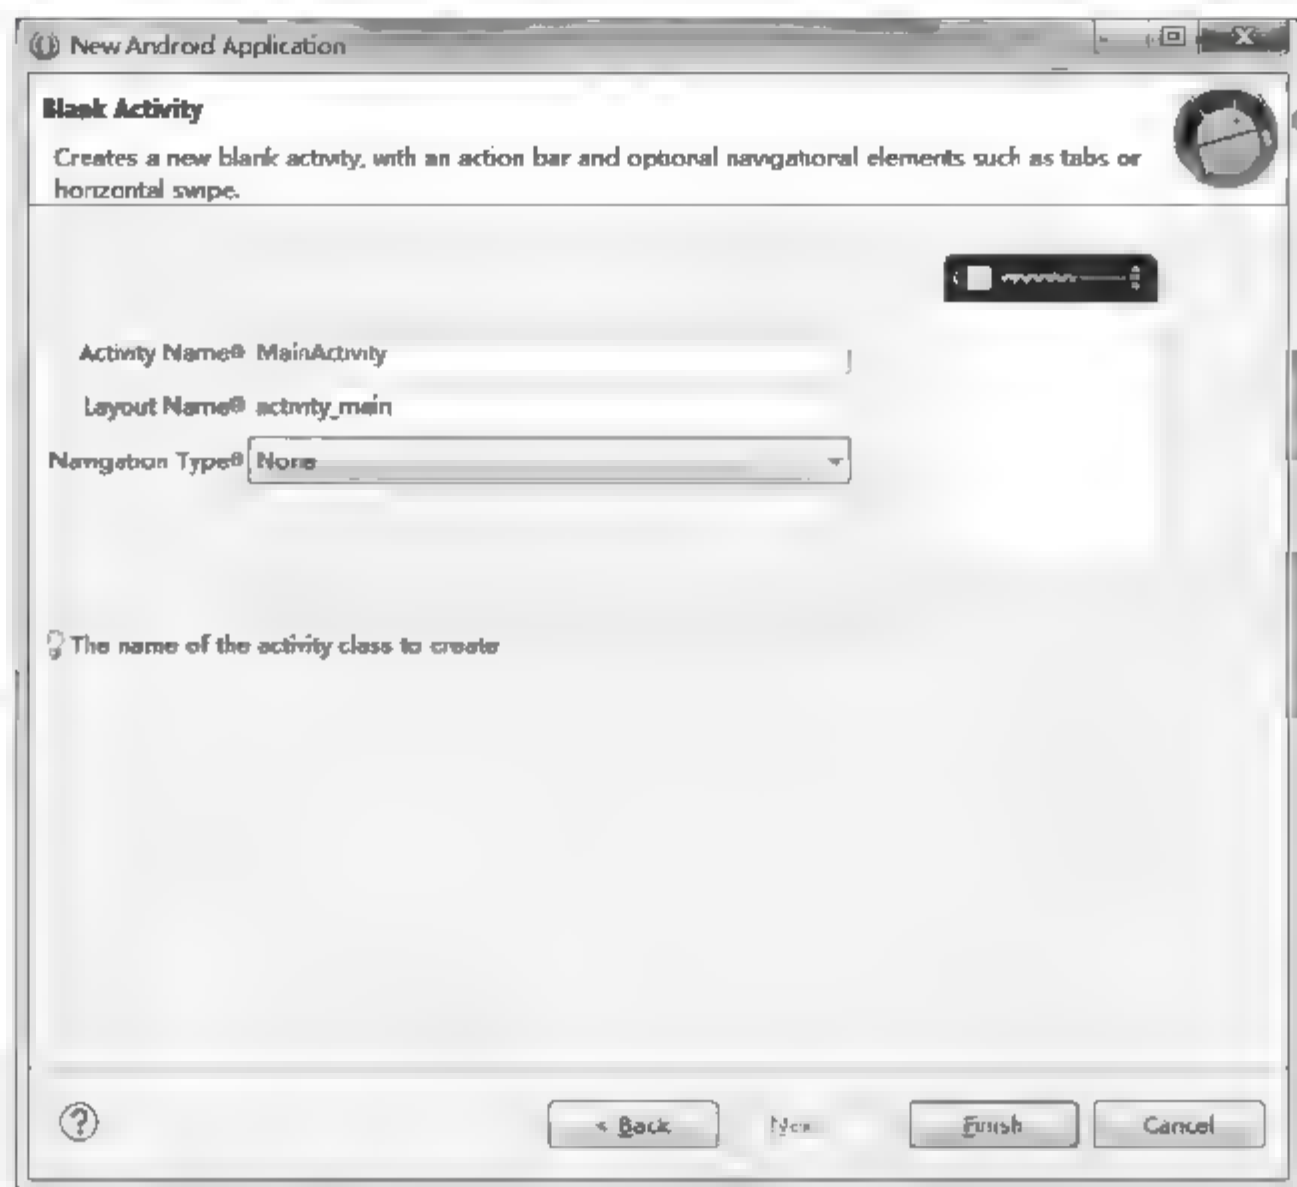 New Android Application
Blank Activity
Creates a new blank activity, with an action bar and optional navigational elements such as tabs or
horizontal swipe.
Activity Name MainActivity
Layout Name activity_main
Navigation Type None
The name of the activity class to create
?
< Back
Finish
Cancel